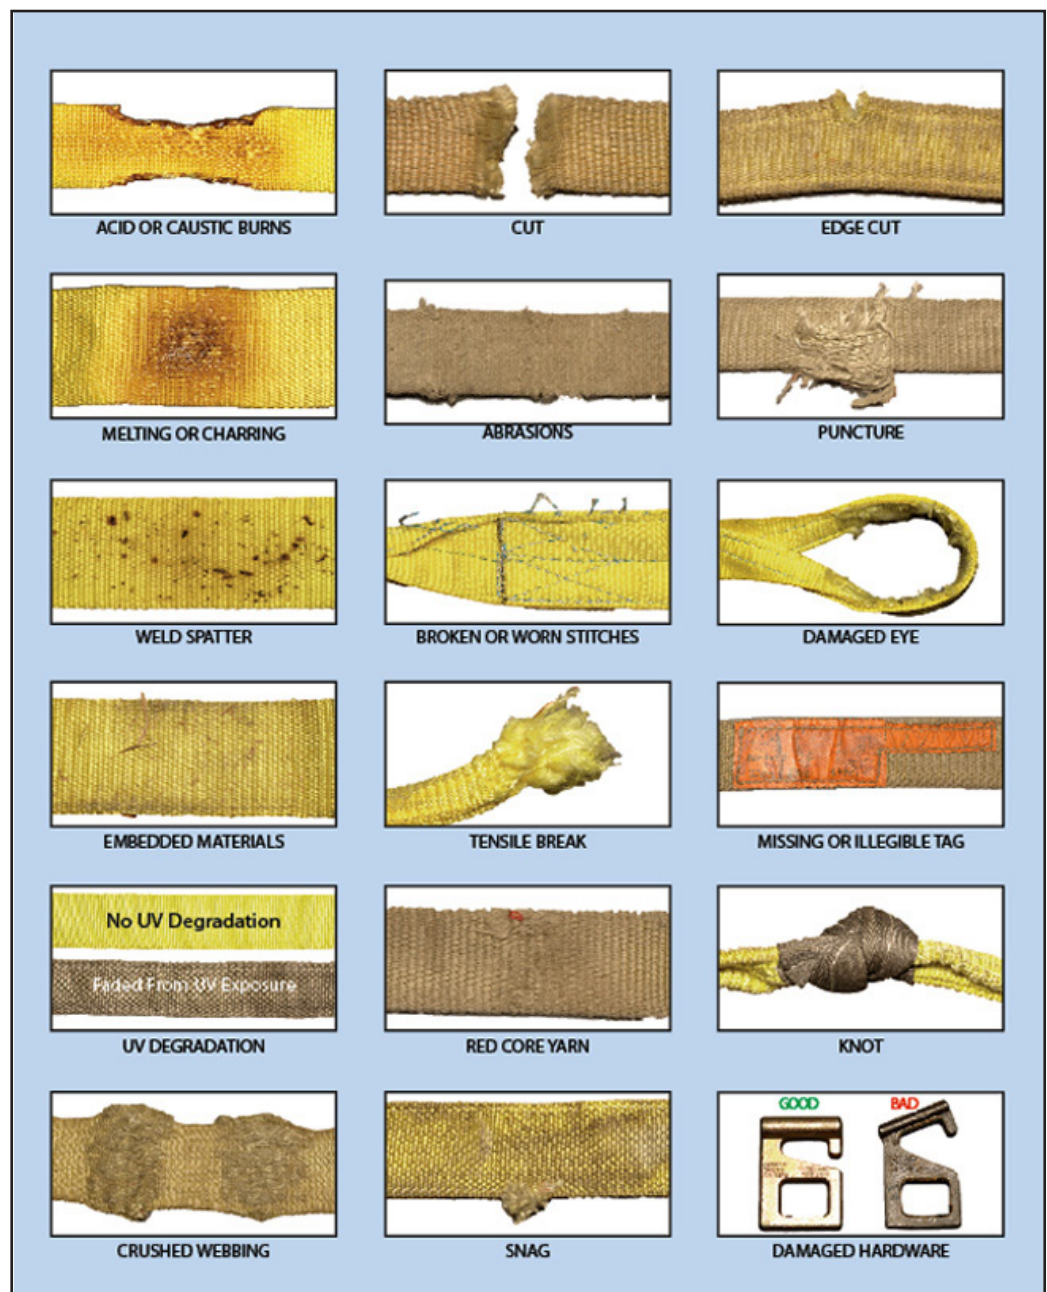 ACID OR CAUSTIC BURNS
CUT
EDGE CUT
MELTING OR CHARRING
ABRASIONS
PUNCTURE
WELD SPATTER
BROKEN OR WORN STITCHES
DAMAGED EYE
EMBEDDED MATERIALS
TENSILE BREAK
MISSING OR ILLEGIBLE TAG
No UV Degradation
Faded From UV Exposure
UV DEGRADATION
RED CORE YARN
KNOT
CRUSHED WEBBING
SNAG
GOOD
BAD
DAMAGED HARDWARE